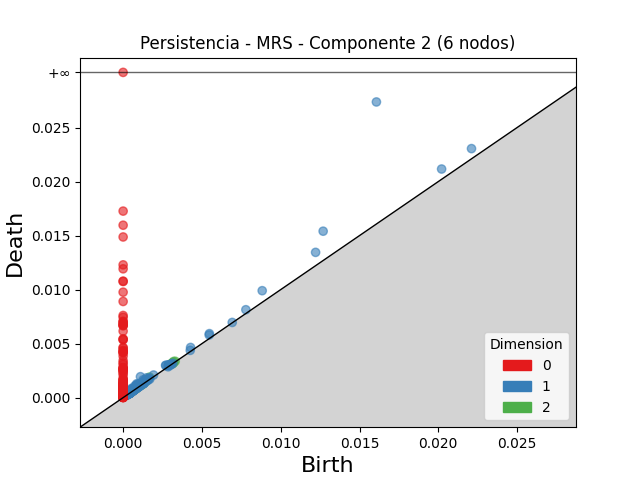 Persistencia - MRS - Componente 2 (6 nodos)
+∞
0.025
0.020
0.015
0.010
0.005
0.000
Death
0.000 0.005 0.010 0.015 0.020 0.025
Birth
Dimension
0
1
2